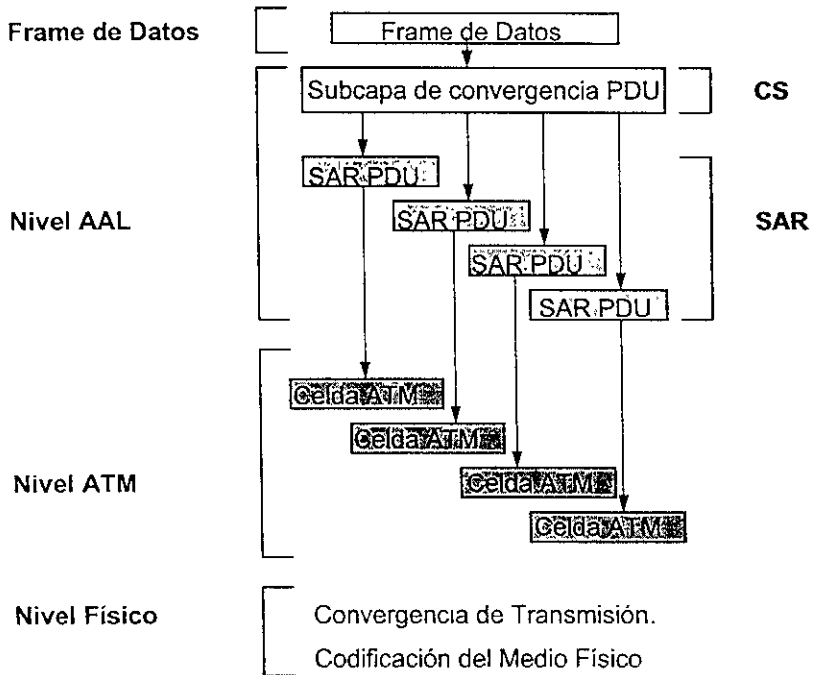 Frame de Datos
Frame de Datos
Subcapa de convergencia PDU
CS
SAR PDU
Nivel AAL
SAR PDU
SAR
SAR PDU
SAR PDU
Celda ATM
Celda ATM
Nivel ATM
Celda ATM
Celda ATM
Nivel Físico
Convergencia de Transmisión.
Codificación del Medio Físico